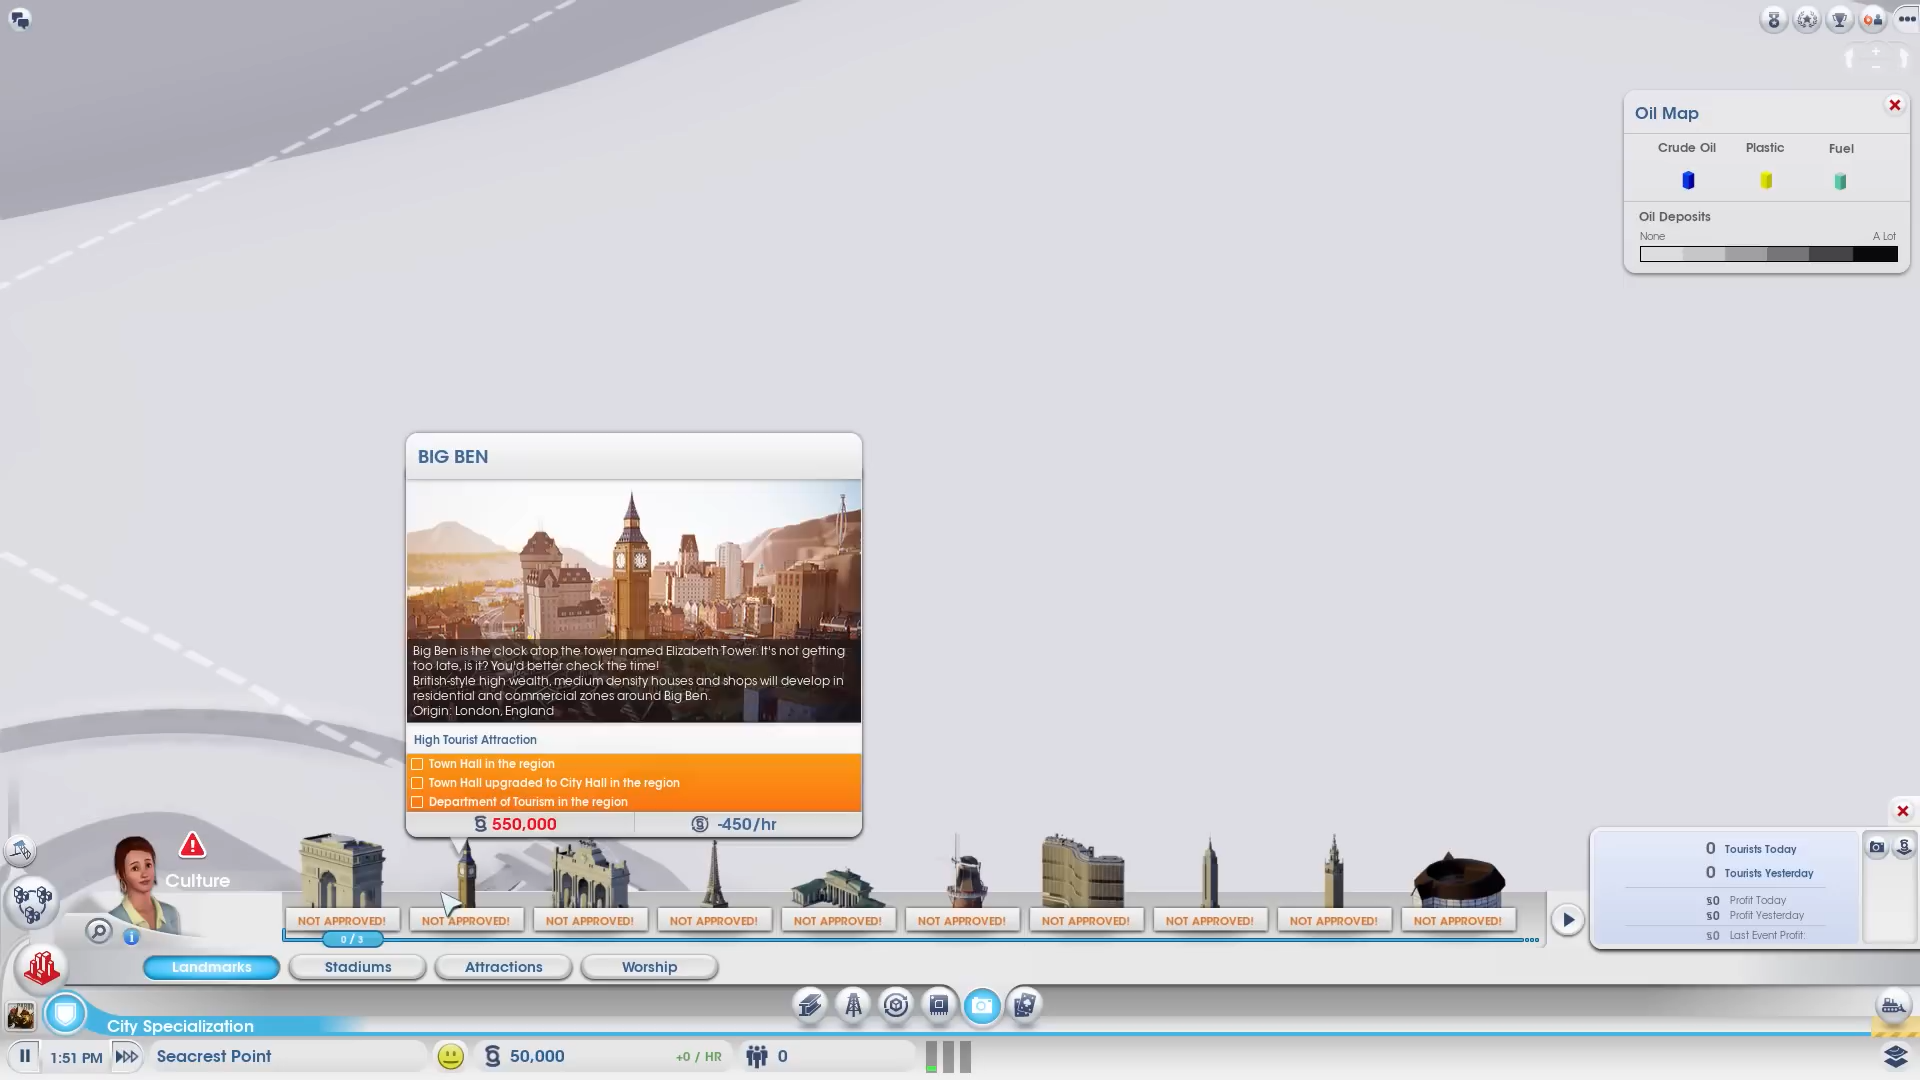 Oil Map
Crude Oil Plastic Fuel
Oil Deposits
None A Lot
BIG BEN
Big Ben is the clock atop the tower named Elizabeth Tower. It's not getting
too late, is it? You'd better check the time!
British-style high wealth, medium density houses and shops will develop in
residential and commercial zones around Big Ben.
Origin: London, England
High Tourist Attraction
Town Hall in the region
Town Hall upgraded to City Hall in the region
Department of Tourism in the region
550,000 -450/hr
Culture
NOT APPROVED! NOT APPROVED! NOT APPROVED! NOT APPROVED! NOT APPROVED! NOT APPROVED! NOT APPROVED! NOT APPROVED! NOT APPROVED! NOT APPROVED!
0 / 3
0 Tourists Today
0 Tourists Yesterday
§0 Profit Today
§0 Profit Yesterday
§0 Last Event Profit:
Landmarks Stadiums Attractions Worship
City Specialization
1:51 PM Seacrest Point 50,000 +0 / HR 0